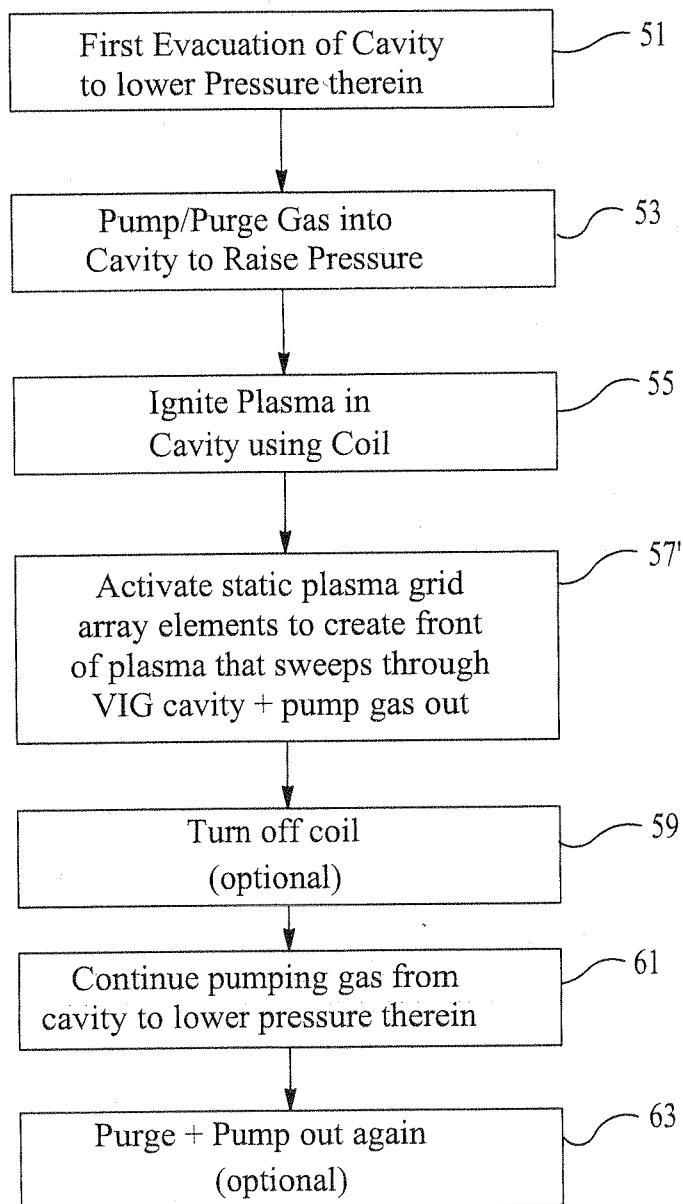 First Evacuation of Cavity
to lower Pressure therein
51
Pump/Purge Gas into
Cavity to Raise Pressure
53
Ignite Plasma in
Cavity using Coil
55
Activate static plasma grid
array elements to create front
of plasma that sweeps through
VIG cavity + pump gas out
57'
Turn off coil
(optional)
59
Continue pumping gas from
cavity to lower pressure therein
61
Purge + Pump out again
(optional)
63